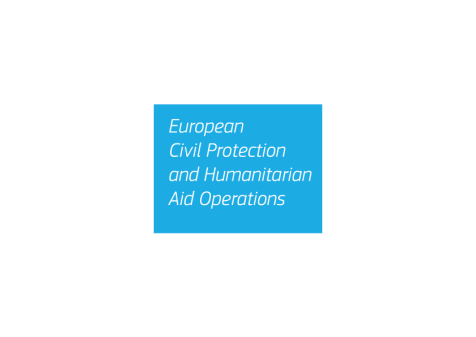 European
Civil Protection
and Humanitarian
Aid Operations